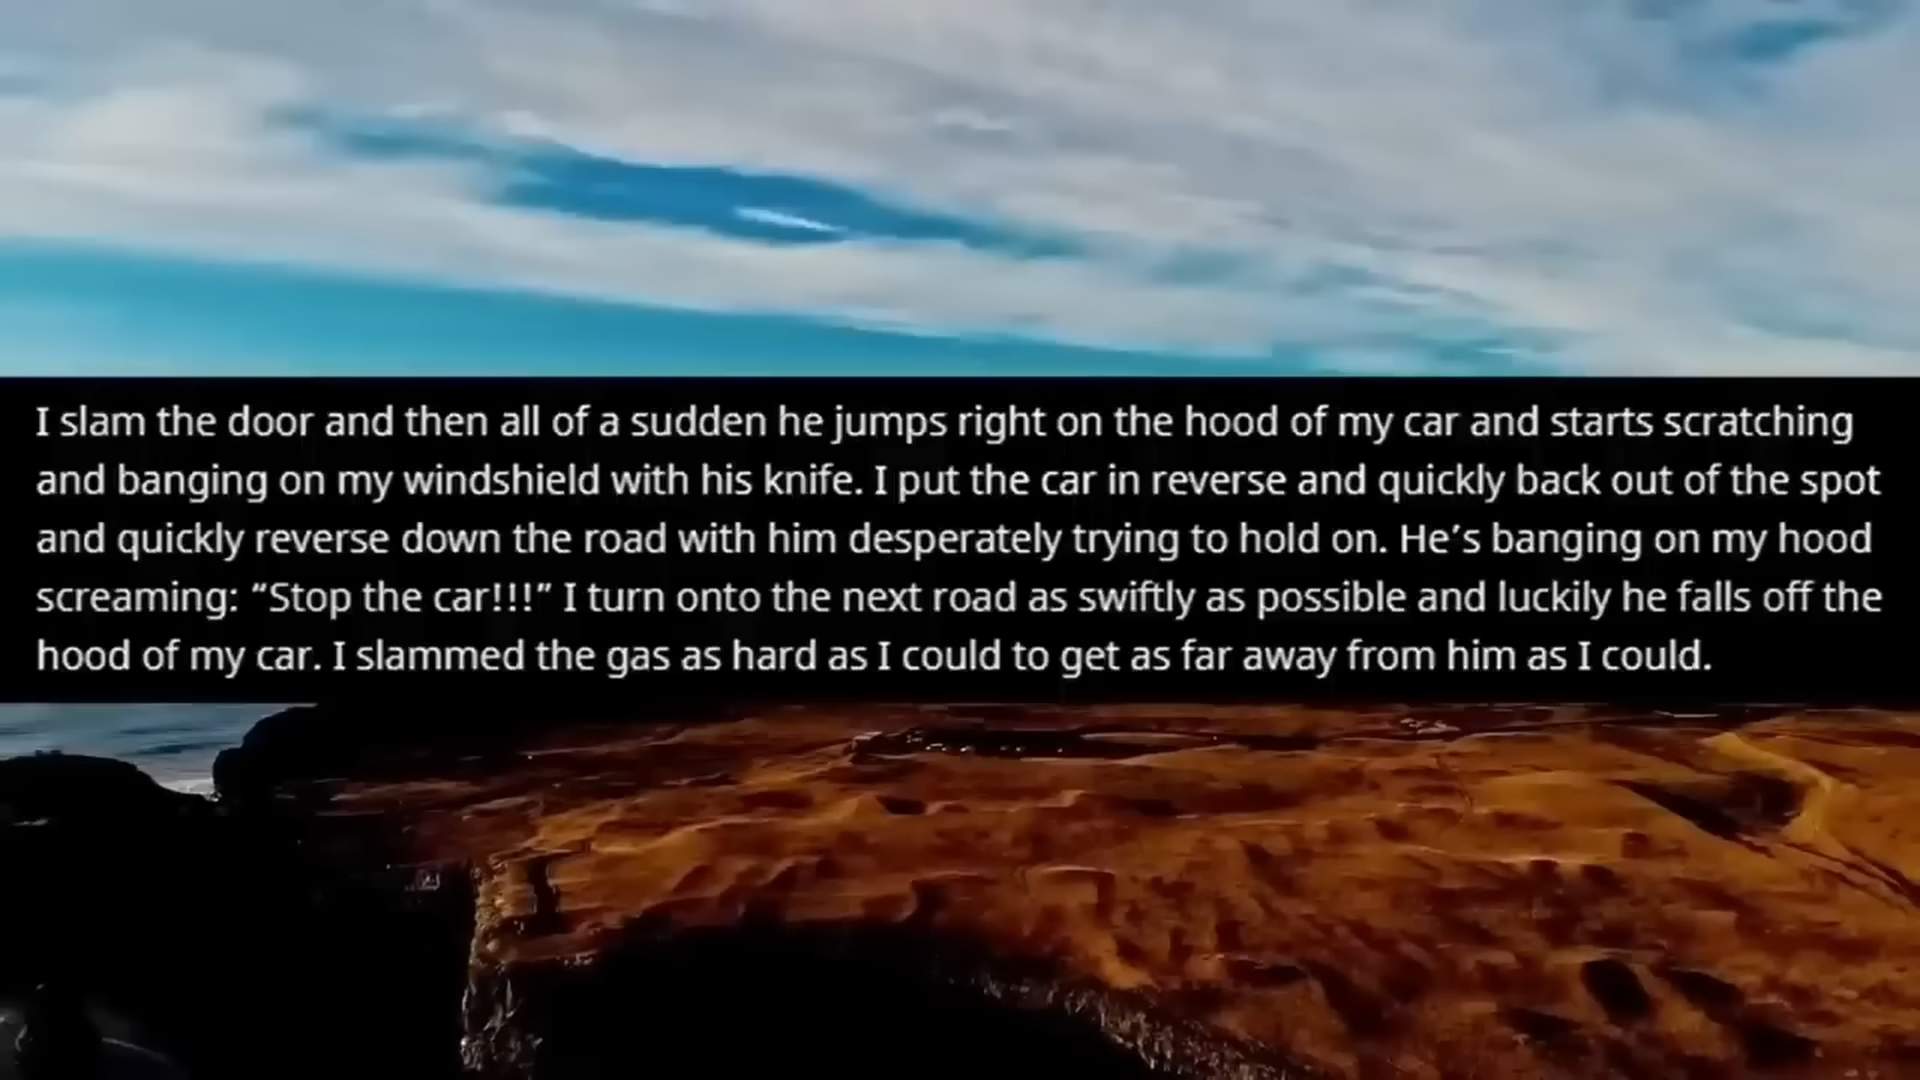 I slam the door and then all of a sudden he jumps right on the hood of my car and starts scratching
and banging on my windshield with his knife. I put the car in reverse and quickly back out of the spot
and quickly reverse down the road with him desperately trying to hold on. He’s banging on my hood
screaming: “Stop the car!!!” I turn onto the next road as swiftly as possible and luckily he falls off the
hood of my car. I slammed the gas as hard as I could to get as far away from him as I could.